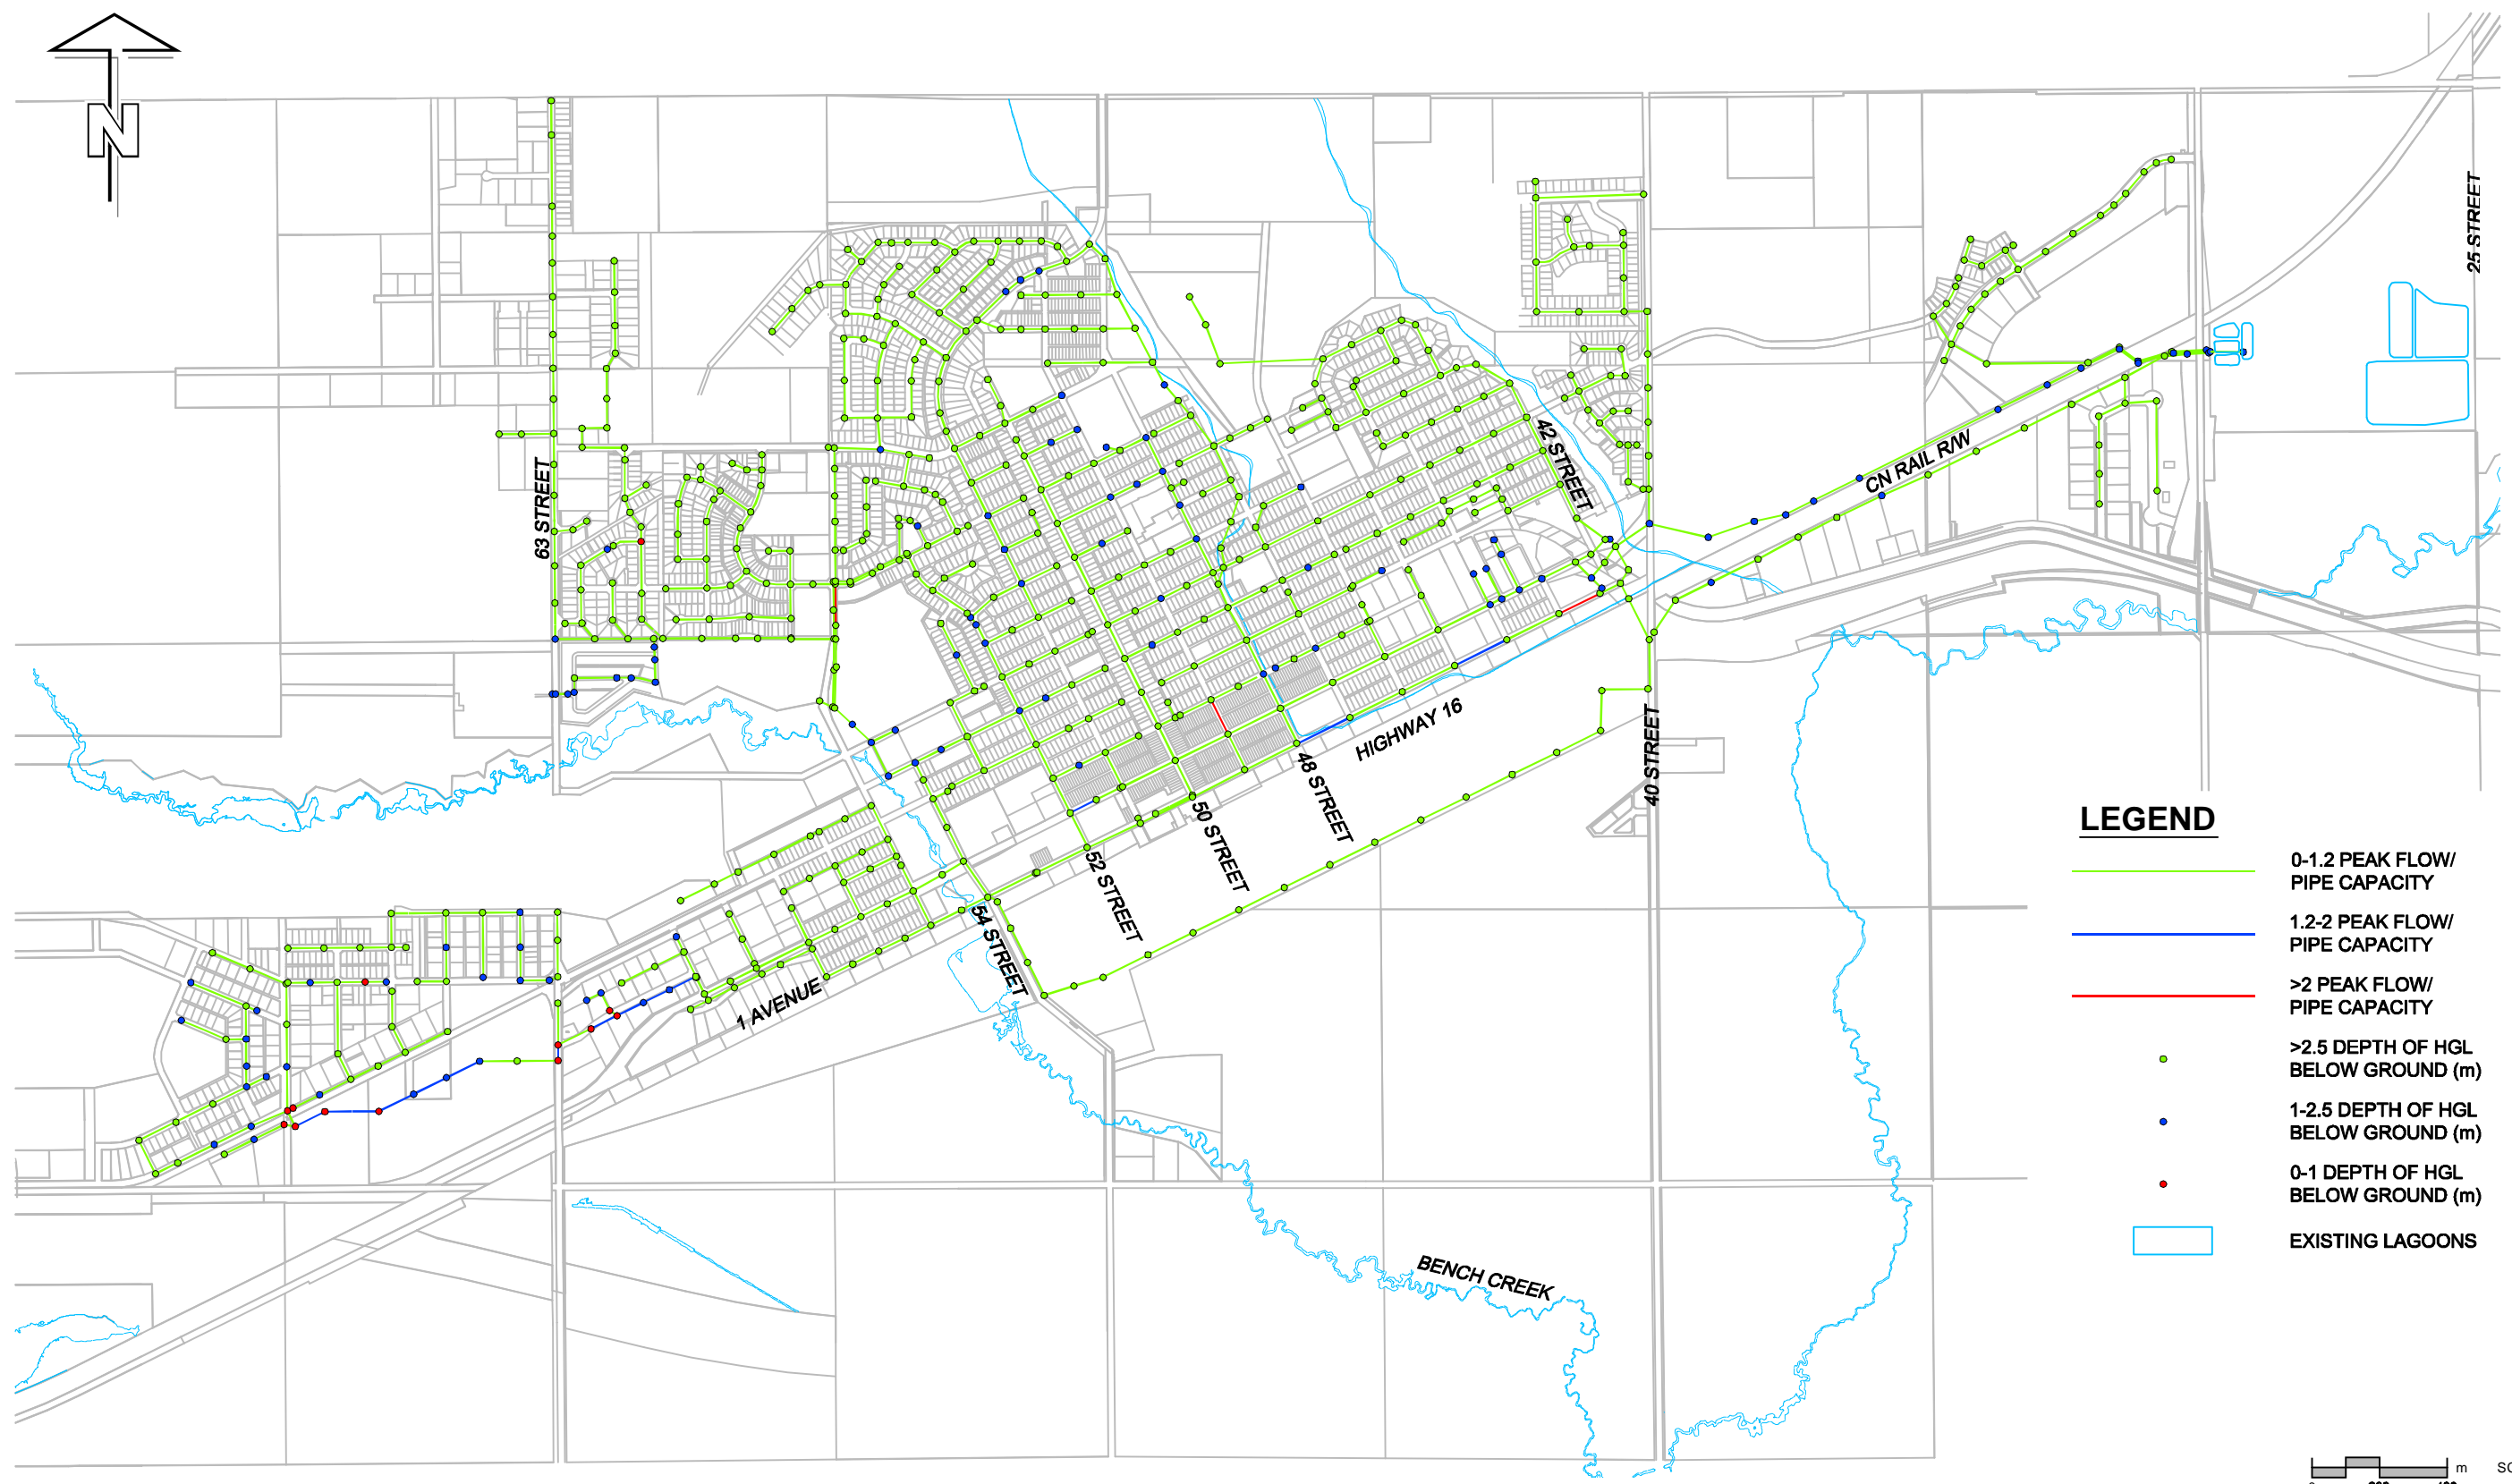 N
25 STREET
42 STREET
CN RAIL R/W
63 STREET
HIGHWAY 16
40 STREET
48 STREET
50 STREET
52 STREET
54 STREET
1 AVENUE
BENCH CREEK
LEGEND
0-1.2 PEAK FLOW/
PIPE CAPACITY
1.2-2 PEAK FLOW/
PIPE CAPACITY
>2 PEAK FLOW/
PIPE CAPACITY
>2.5 DEPTH OF HGL
BELOW GROUND (m)
1-2.5 DEPTH OF HGL
BELOW GROUND (m)
0-1 DEPTH OF HGL
BELOW GROUND (m)
EXISTING LAGOONS
m